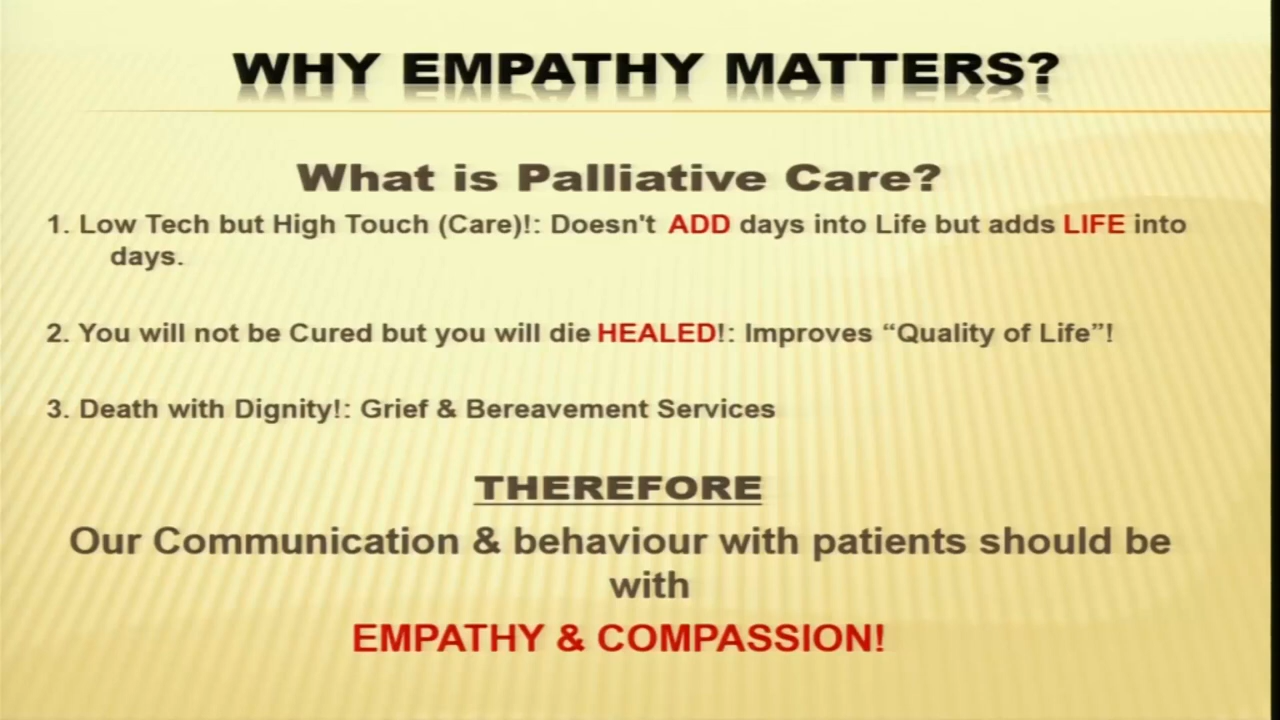 WHY EMPATHY MATTERS?
What is Palliative Care?
1. Low Tech but High Touch (Care)!: Doesn't ADD days into Life but adds LIFE into
days.
2. You will not be Cured but you will die HEALED!: Improves “Quality of Life”!
3. Death with Dignity!: Grief & Bereavement Services
THEREFORE
Our Communication & behaviour with patients should be
with
EMPATHY & COMPASSION!